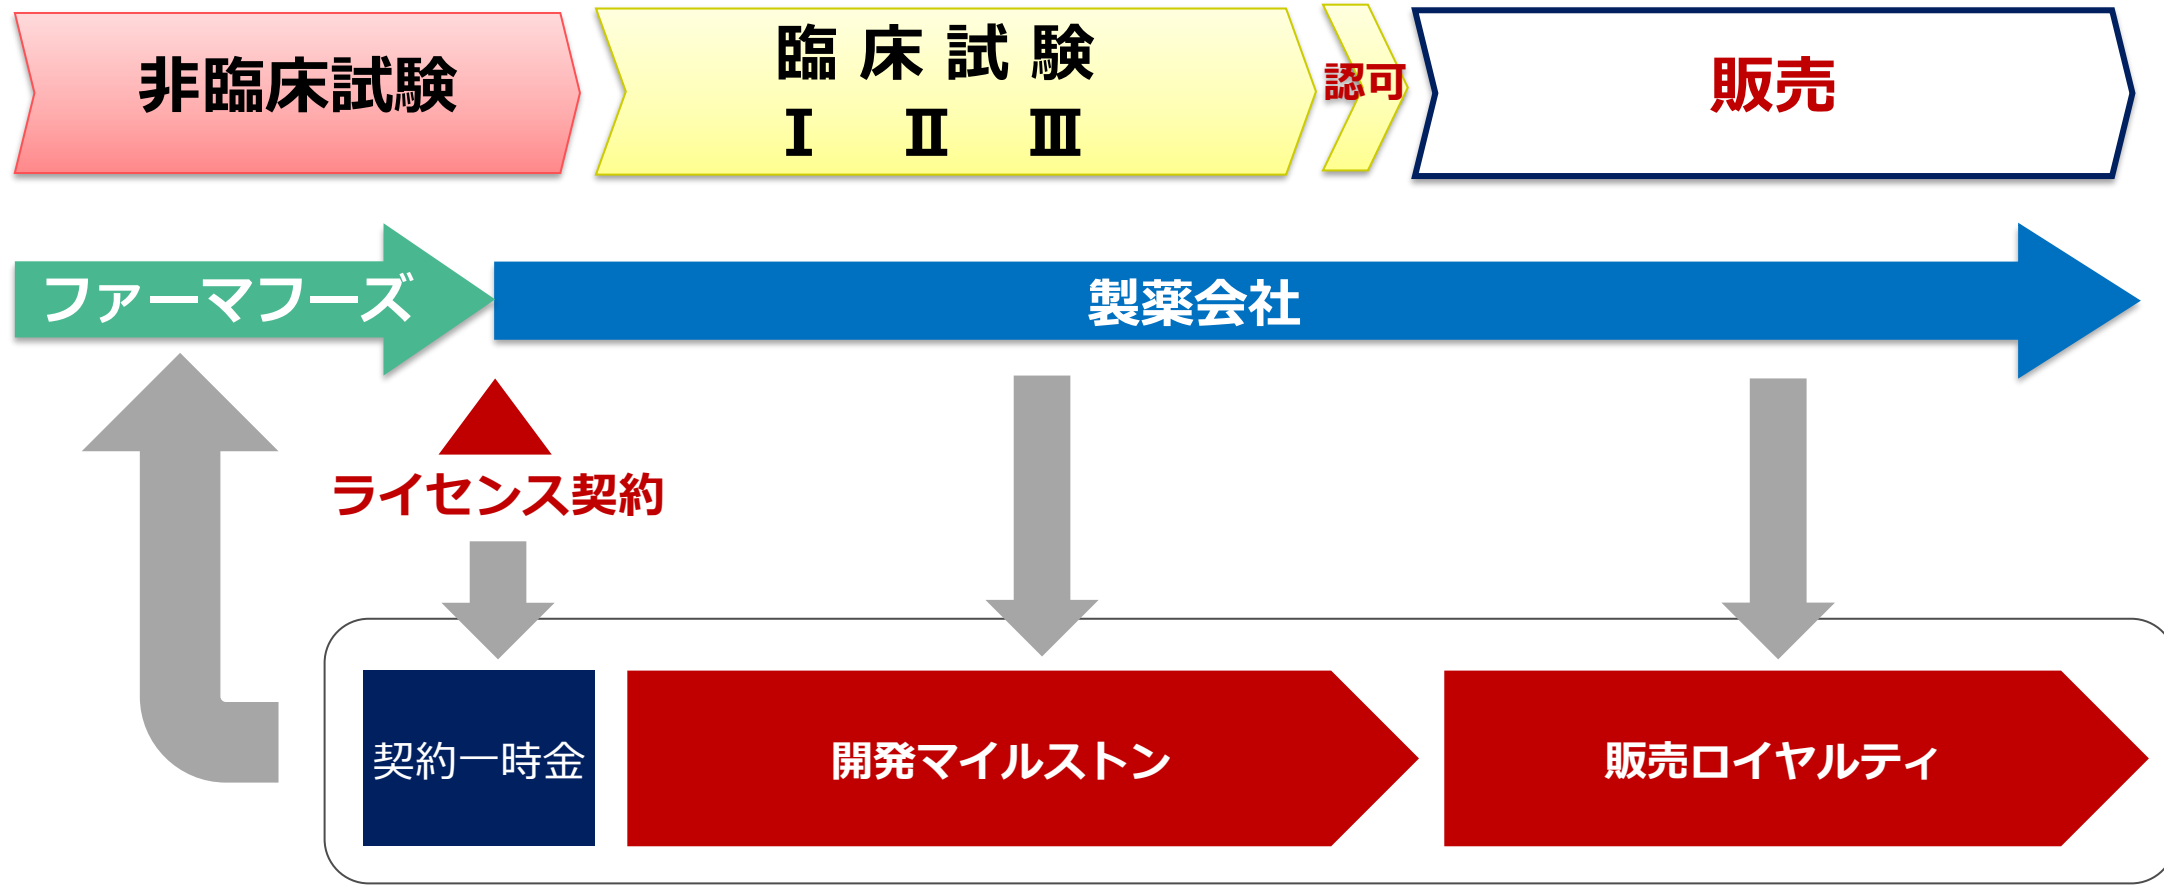 非臨床試験
臨 床 試 験
Ⅰ Ⅱ Ⅲ
認可
販売
ファーマフーズ
製薬会社
ライセンス契約
契約一時金
開発マイルストン
販売ロイヤルティ